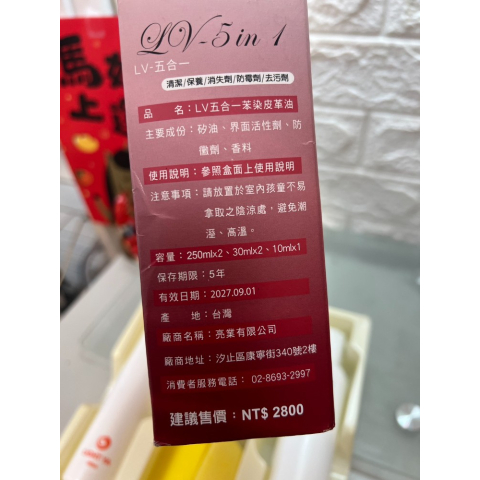 LV-5 in 1
LV-五合一
清潔/保養/消失劑/防霉劑/去污劑
品 名：LV五合一苯染皮革油
主要成份：矽油、界面活性劑、防
黴劑、香料
使用說明：參照盒面上使用說明
注意事項：請放置於室內孩童不易
拿取之陰涼處，避免潮
溼、高溫。
容量：250mlx2、30mlx2、10mlx1
保存期限：5年
有效日期：2027.09.01
產 地：台灣
廠商名稱：亮業有限公司
廠商地址：汐止區康寧街340號2樓
消費者服務電話： 02-8693-2997
建議售價：NT$ 2800
馬
上